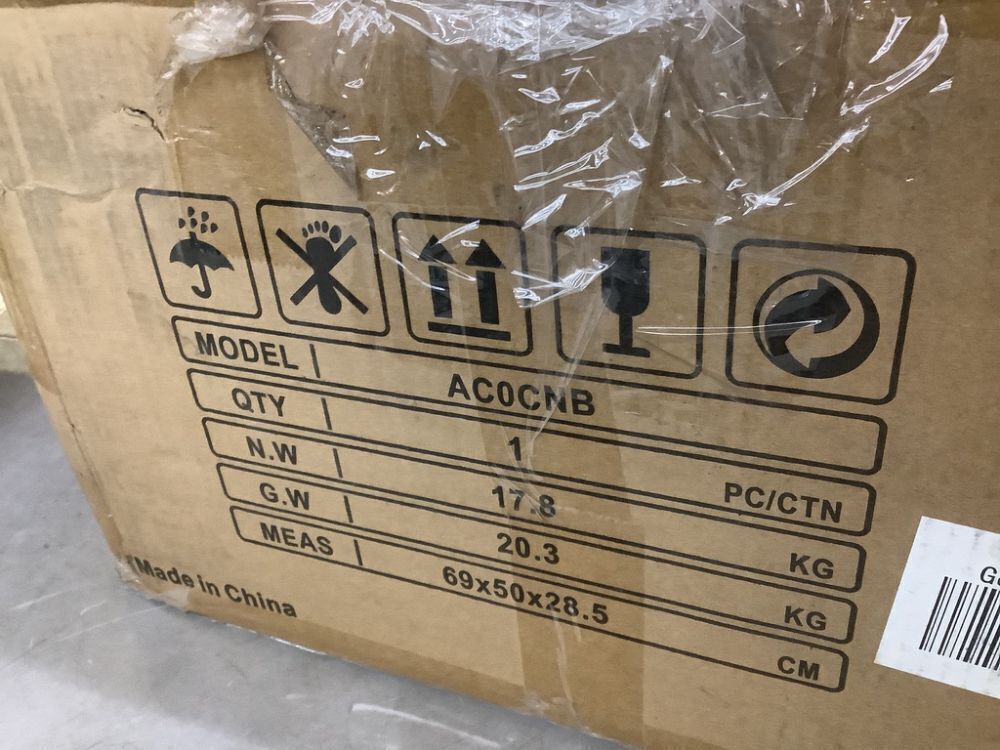 MODEL AC0CNB
QTY 1 PC/CTN
N.W 17.8 KG
G.W 20.3 KG
MEAS 69x50x28.5 CM
Made in China